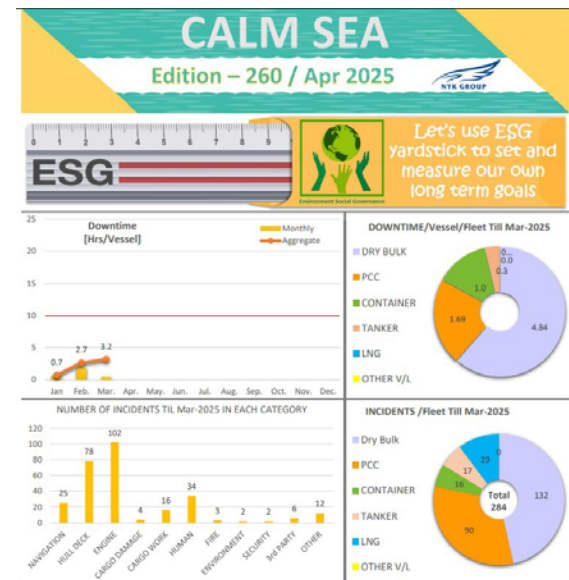 CALM SEA
Edition – 260 / Apr 2025
NYK GROUP
0 1 2 3 4 5 6 7 8 9
ESG
Environment Social Governance
Let's use ESG
yardstick to set and
measure our own
long term goals
Downtime
[Hrs/Vessel]
Monthly
Aggregate
25
20
15
10
5
0
0.7
2.7
3.2
Jan Feb. Mar. Apr. May. Jun. Jul. Aug. Sep. Oct. Nov. Dec.
DOWNTIME/Vessel/Fleet Till Mar-2025
DRY BULK
PCC
CONTAINER
TANKER
LNG
OTHER V/L
0...
0.0
0.3
1.0
1.69
4.84
NUMBER OF INCIDENTS TIL Mar-2025 IN EACH CATEGORY
120
100
80
60
40
20
0
25
78
102
4
16
34
3
2
2
6
12
NAVIGATION
HULL DECK
ENGINE
CARGO DAMAGE
CARGO WORK
HUMAN
FIRE
ENVIRONMENT
SECURITY
3rd PARTY
OTHER
INCIDENTS /Fleet Till Mar-2025
Dry Bulk
PCC
CONTAINER
TANKER
LNG
OTHER V/L
0
29
17
16
90
132
Total
284